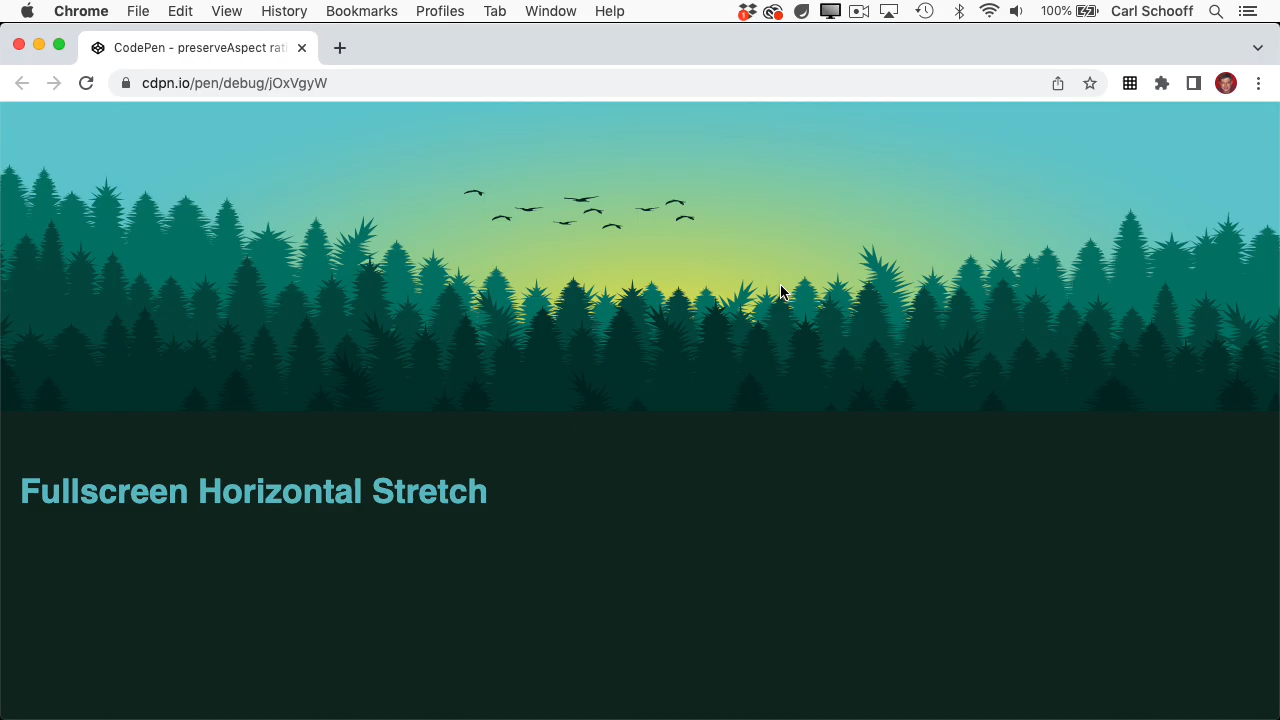 Chrome File Edit View History Bookmarks Profiles Tab Window Help 1 100% Carl Schooff
CodePen - preserveAspect rati
cdpn.io/pen/debug/jOxVgyW
Fullscreen Horizontal Stretch